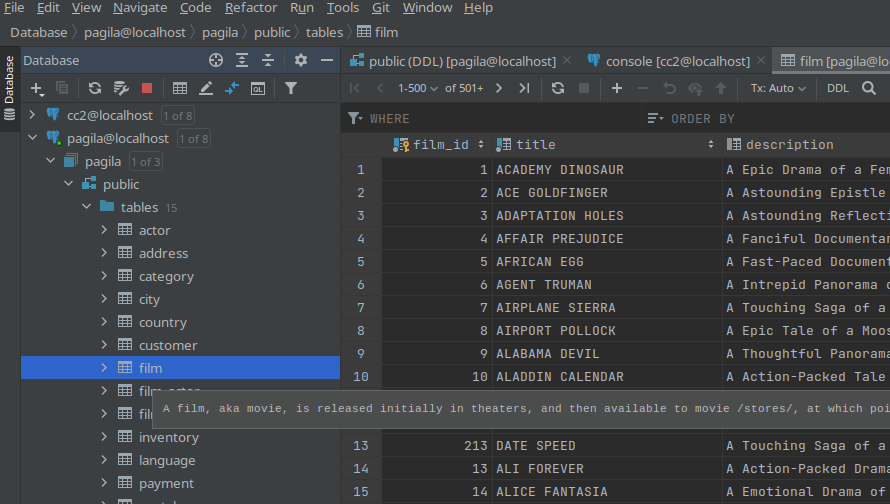 File Edit View Navigate Code Refactor Run Tools Git Window Help
Database pagila@localhost pagila public tables film
Database
Database
public (DDL) [pagila@localhost] console [cc2@localhost] film [pagila@lo
1-500 of 501+ Tx: Auto DDL
WHERE ORDER BY
cc2@localhost 1 of 8
pagila@localhost 1 of 8
pagila 1 of 3
public
tables 15
actor
address
category
city
country
customer
film
inventory
language
payment
film_id title description
1 1 ACADEMY DINOSAUR A Epic Drama of a Fem
2 2 ACE GOLDFINGER A Astounding Epistle
3 3 ADAPTATION HOLES A Astounding Reflecti
4 4 AFFAIR PREJUDICE A Fanciful Documentar
5 5 AFRICAN EGG A Fast-Paced Document
6 6 AGENT TRUMAN A Intrepid Panorama o
7 7 AIRPLANE SIERRA A Touching Saga of a
8 8 AIRPORT POLLOCK A Epic Tale of a Moos
9 9 ALABAMA DEVIL A Thoughtful Panorama
10 10 ALADDIN CALENDAR A Action-Packed Tale
A film, aka movie, is released initially in theaters, and then available to movie /stores/, at which poi
13 213 DATE SPEED A Touching Saga of a
14 13 ALI FOREVER A Action-Packed Drama
15 14 ALICE FANTASIA A Emotional Drama of